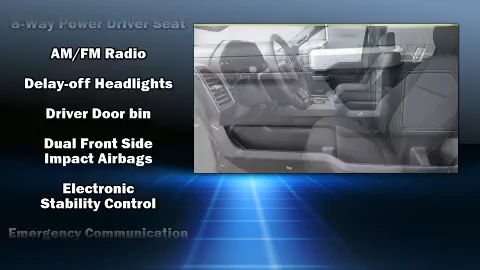 8-Way Power Driver Seat
AM/FM Radio
Delay-off Headlights
Driver Door bin
Dual Front Side
Impact Airbags
Electronic
Stability Control
Emergency Communication